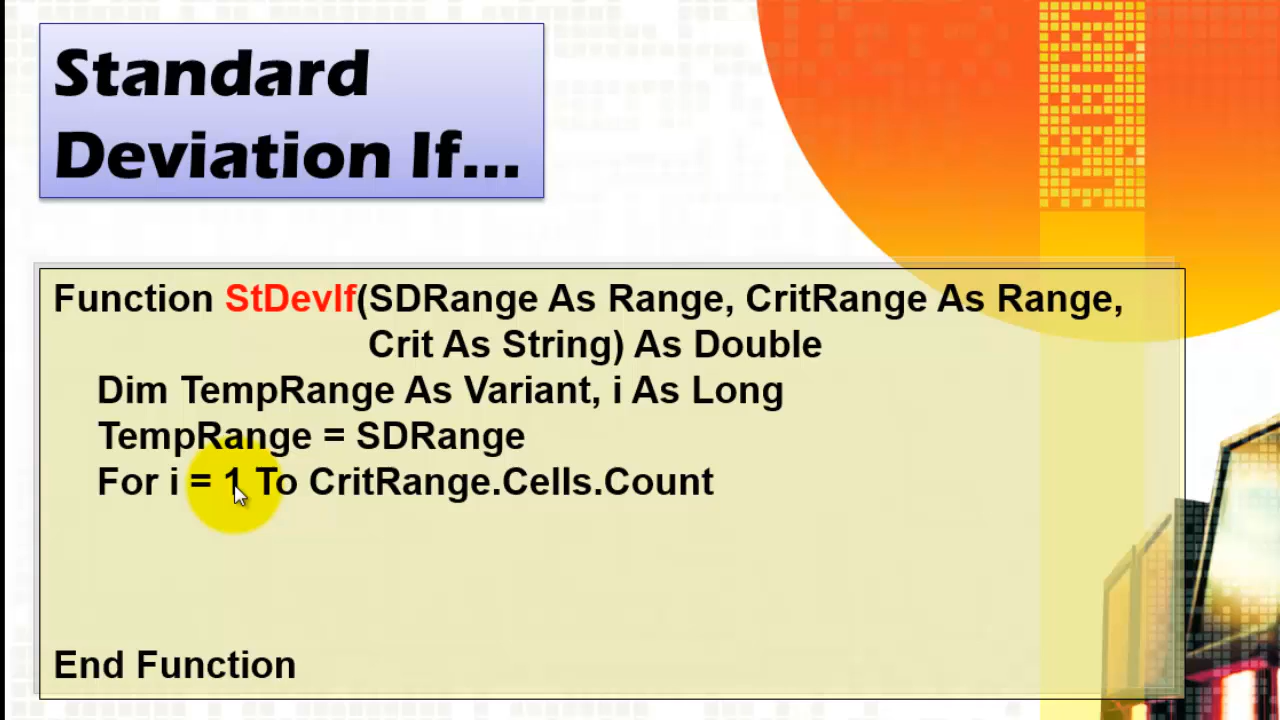 Standard
Deviation If...
Function StDevIf(SDRange As Range, CritRange As Range,
Crit As String) As Double
Dim TempRange As Variant, i As Long
TempRange = SDRange
For i = 1 To CritRange.Cells.Count
End Function